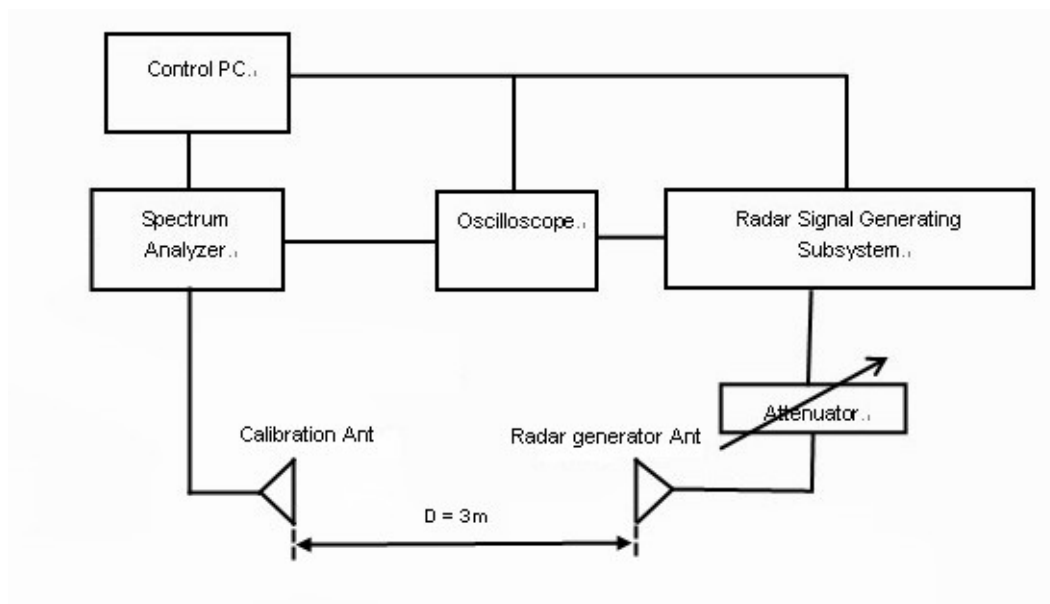 Control PC.
Spectrum
Analyzer.
Oscilloscope.
Radar Signal Generating
Subsystem.
Attenuator.
Calibration Ant
Radar generator Ant
D = 3m